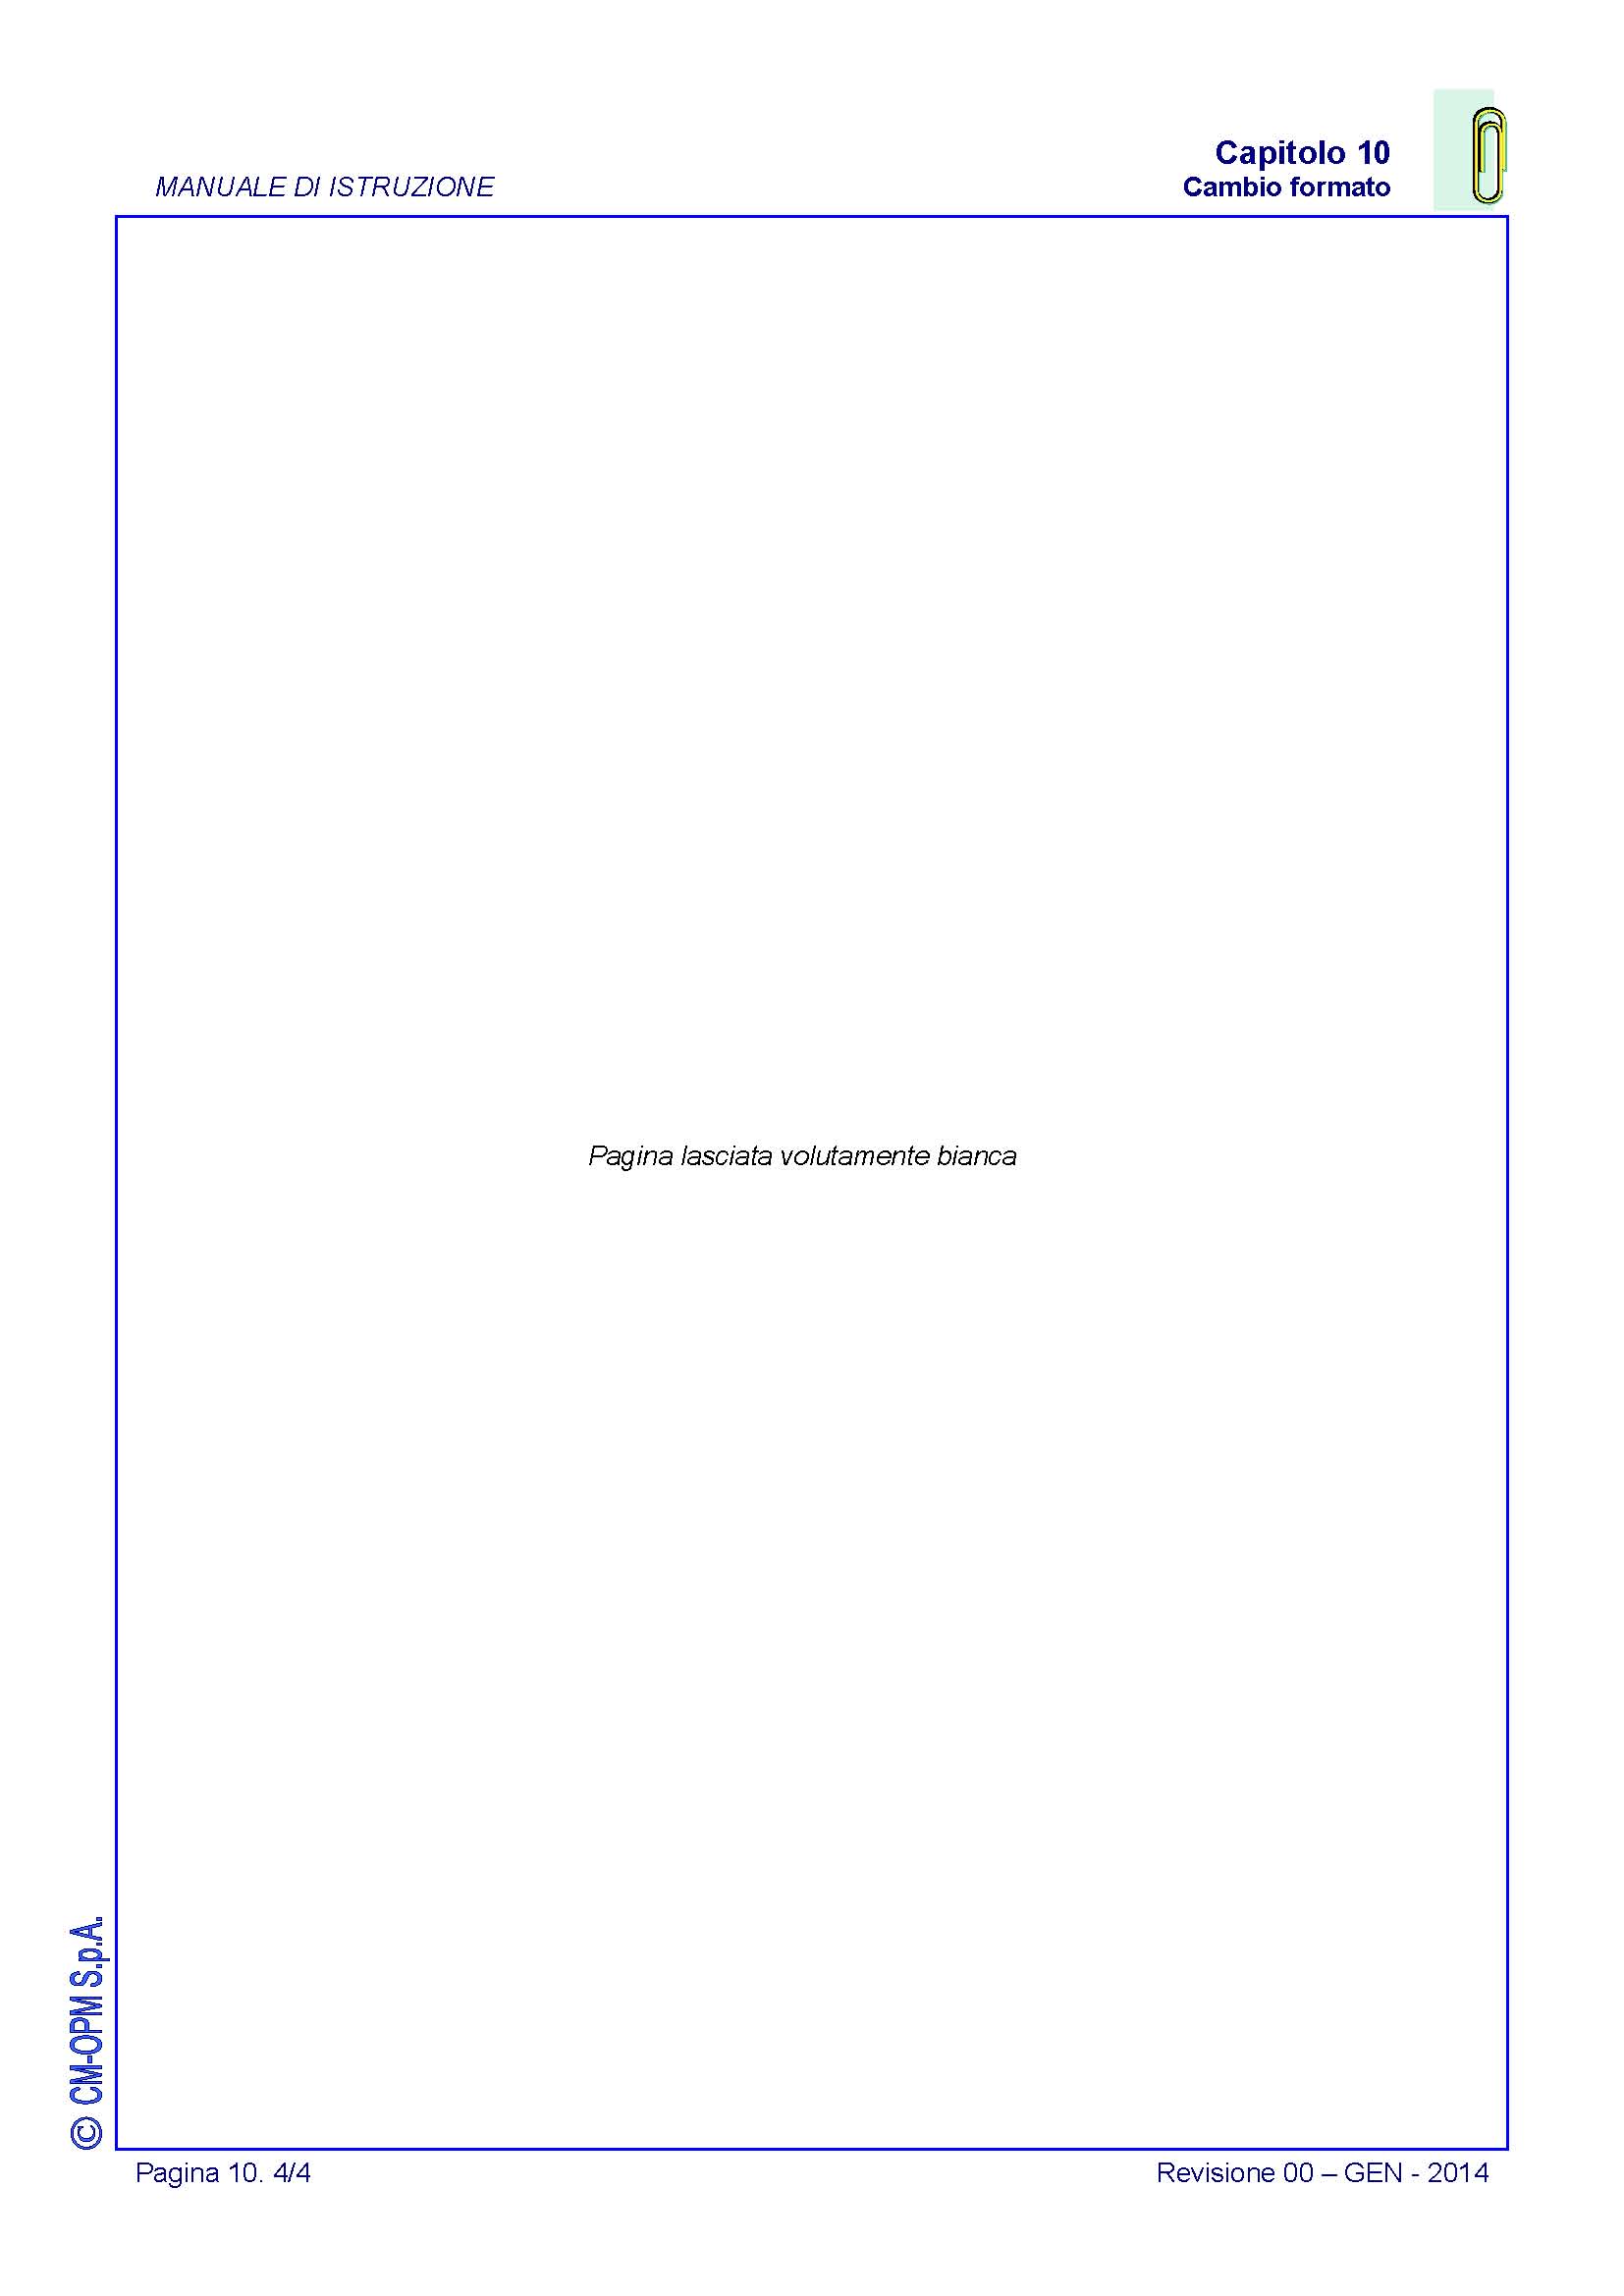 Capitolo 10
MANUALE DI ISTRUZIONE
Cambio formato
Pagina lasciata volutamente bianca
© CM-OPM S.p.A.
Pagina 10. 4/4
Revisione 00 – GEN - 2014